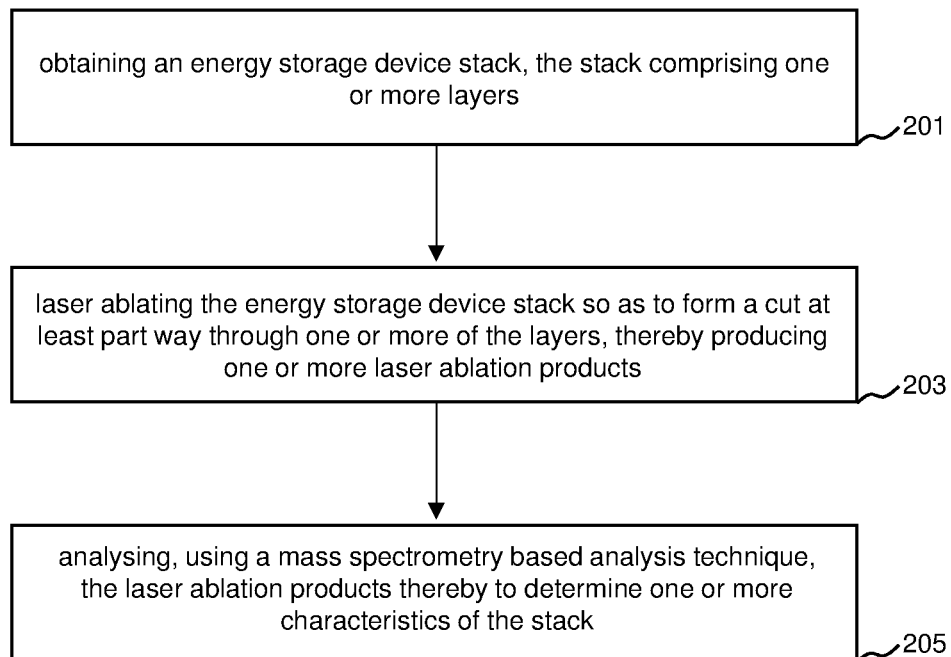 obtaining an energy storage device stack, the stack comprising one
or more layers
201
laser ablating the energy storage device stack so as to form a cut at
least part way through one or more of the layers, thereby producing
one or more laser ablation products
203
analysing, using a mass spectrometry based analysis technique,
the laser ablation products thereby to determine one or more
characteristics of the stack
205